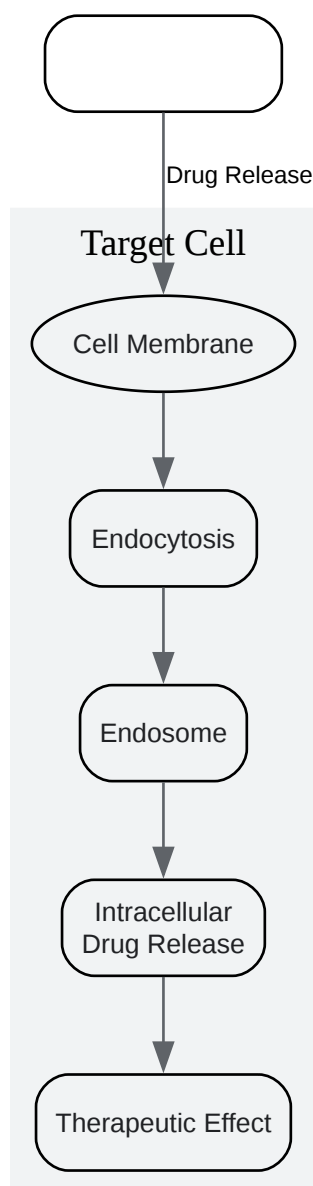 Drug Release
Target Cell
Cell Membrane
Endocytosis
Endosome
Intracellular
Drug Release
Therapeutic Effect